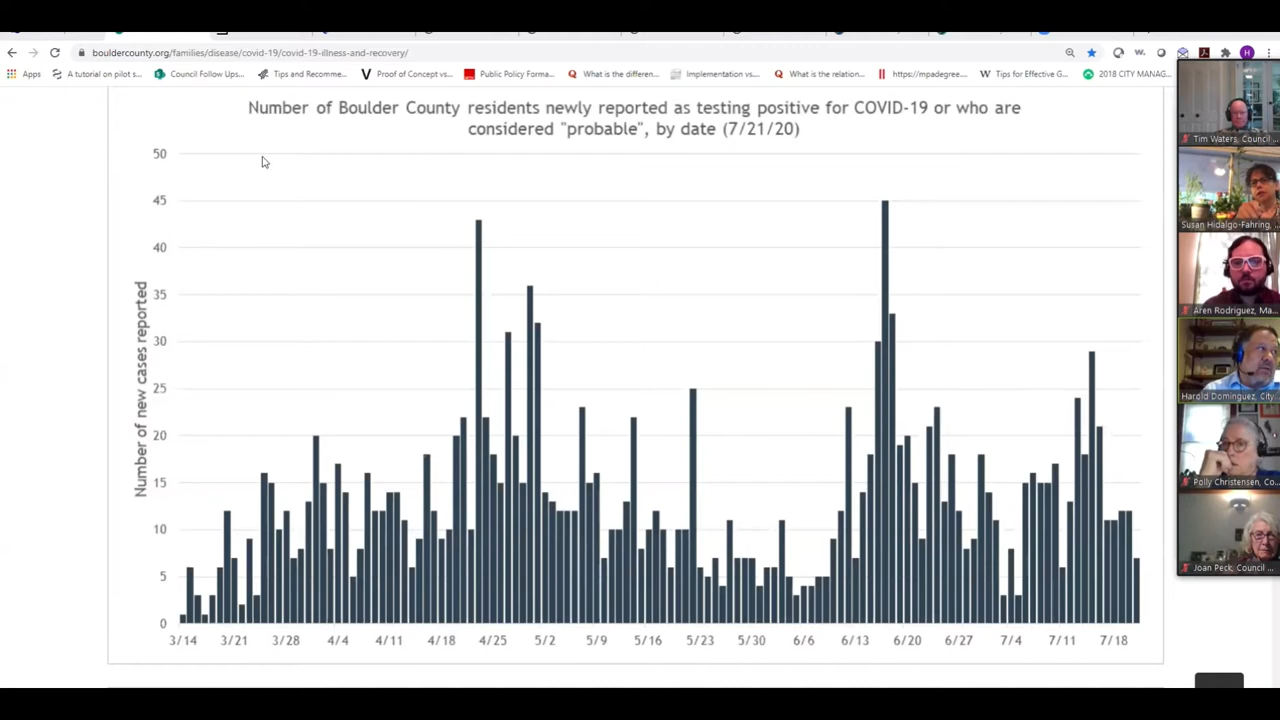 bouldercounty.org/families/disease/covid-19/covid-19-illness-and-recovery/
H
Apps
A tutorial on pilot s...
Council Follow Ups...
Tips and Recomme...
Proof of Concept vs...
Public Policy Forma...
What is the differen...
Implementation vs...
What is the relation...
https://mpadegree...
Tips for Effective G...
2018 CITY MANAG...
Number of Boulder County residents newly reported as testing positive for COVID-19 or who are
considered "probable", by date (7/21/20)
Number of new cases reported
50
45
40
35
30
25
20
15
10
5
0
3/14 3/21 3/28 4/4 4/11 4/18 4/25 5/2 5/9 5/16 5/23 5/30 6/6 6/13 6/20 6/27 7/4 7/11 7/18
Tim Waters, Council ...
Susan Hidalgo-Fahring, ...
Aren Rodriguez, Ma...
Harold Dominguez, City...
Polly Christensen, Co...
Joan Peck, Council ...